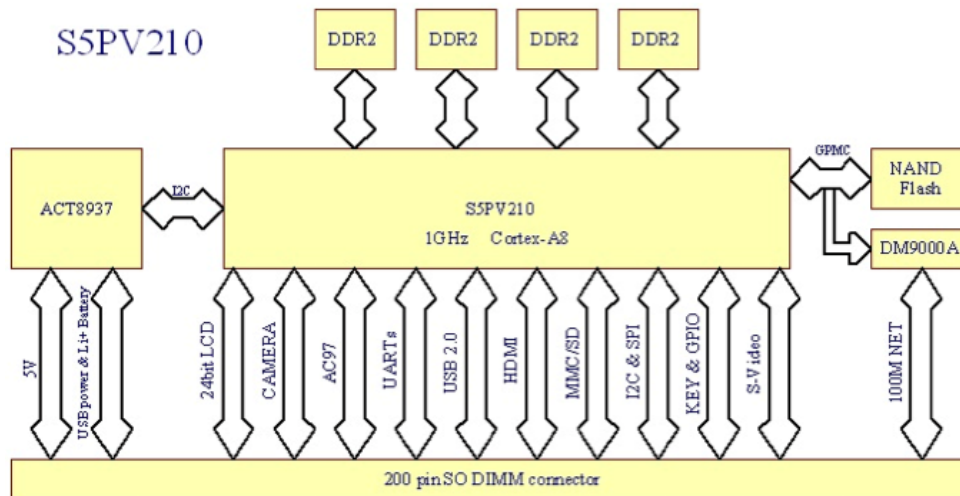 S5PV210
DDR2
DDR2
DDR2
DDR2
GPMC
NAND
Flash
ACT8937
I2C
S5PV210
1GHz Cortex-A8
DM9000A
5V
USB power & Li+ Battery
24bit LCD
CAMERA
AC97
UARTs
USB 2.0
HDMI
MMC/SD
I2C & SPI
KEY & GPIO
S-Video
100M NET
200 pin SO DIMM connector